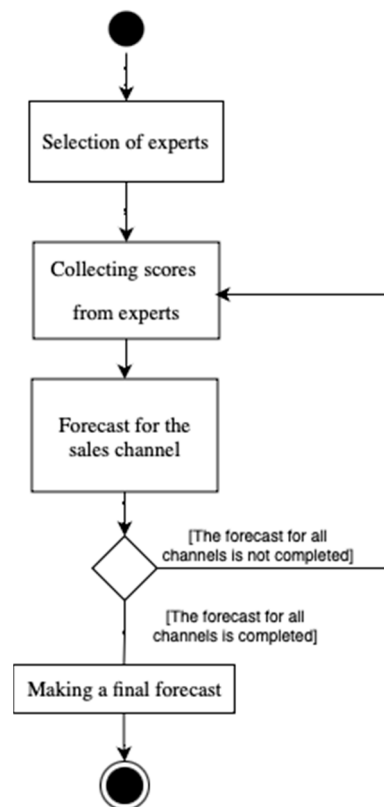 Selection of experts
Collecting scores
from experts
Forecast for the
sales channel
[The forecast for all
channels is not completed]
[The forecast for all
channels is completed]
Making a final forecast